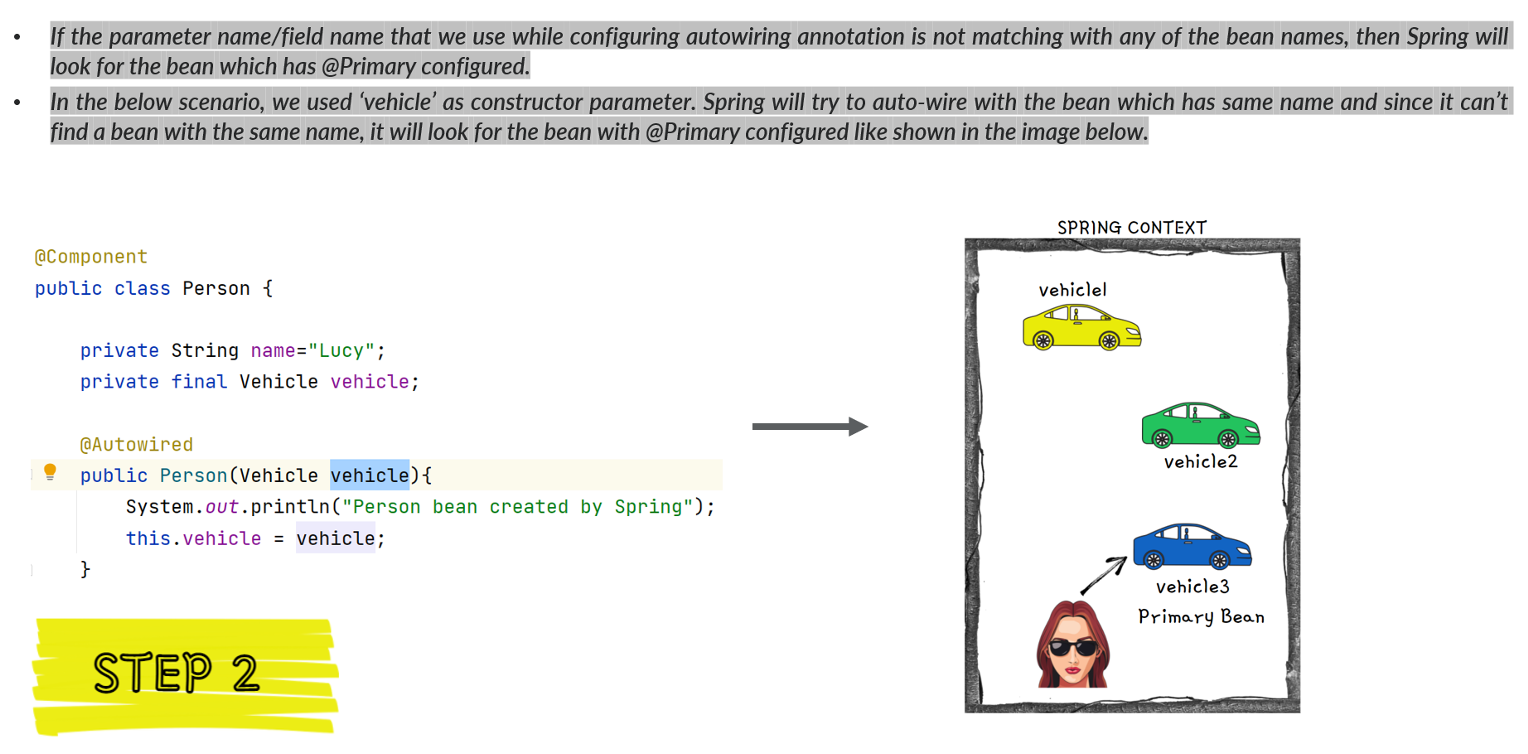 • If the parameter name/field name that we use while configuring autowiring annotation is not matching with any of the bean names, then Spring will
look for the bean which has @Primary configured.
• In the below scenario, we used ‘vehicle’ as constructor parameter. Spring will try to auto-wire with the bean which has same name and since it can’t
find a bean with the same name, it will look for the bean with @Primary configured like shown in the image below.
@Component
public class Person {
private String name="Lucy";
private final Vehicle vehicle;
@Autowired
public Person(Vehicle vehicle){
System.out.println("Person bean created by Spring");
this.vehicle = vehicle;
}
STEP 2
SPRING CONTEXT
vehicle1
vehicle2
vehicle3
Primary Bean